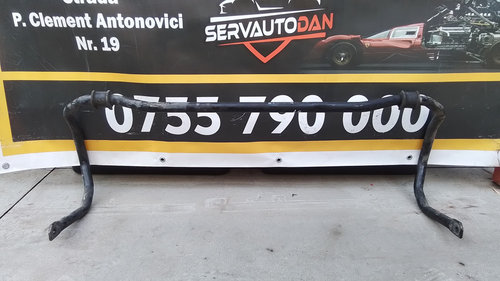 Strada
P. Clement Antonovici
Nr. 19
SERVAUTODAN
0755 790 000